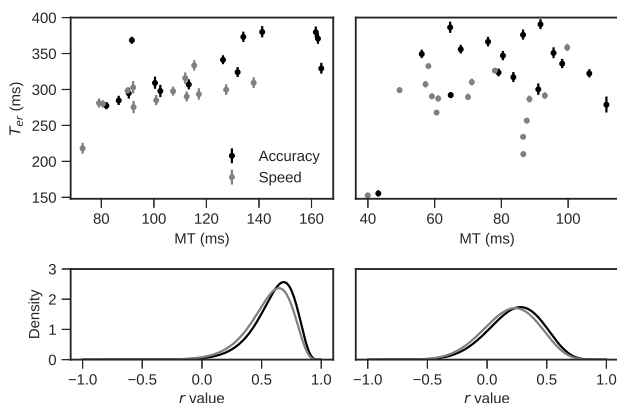 400
350
300
250
200
150
T_er (ms)
80 100 120 140 160
MT (ms)
Accuracy
Speed
40 60 80 100
MT (ms)
3
2
1
0
Density
−1.0 −0.5 0.0 0.5 1.0
r value
−1.0 −0.5 0.0 0.5 1.0
r value